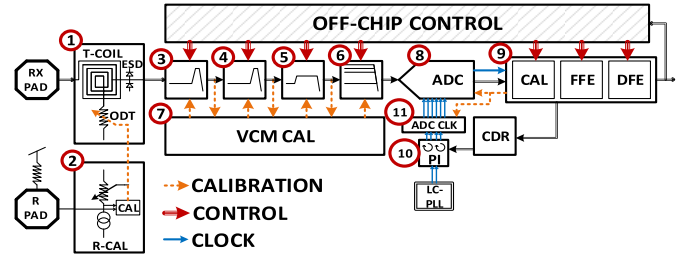 OFF-CHIP CONTROL
1
T-COIL
ESD
RX
PAD
ODT
3
4
5
6
8
ADC
9
CAL
FFE
DFE
7
VCM CAL
11
ADC CLK
10
PI
CDR
LC-
PLL
2
R
PAD
CAL
R-CAL
CALIBRATION
CONTROL
CLOCK